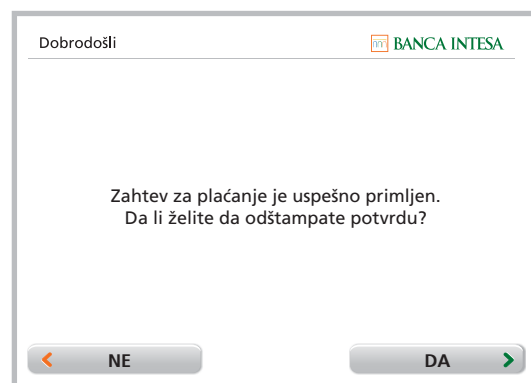 Dobrodošli
BANCA INTESA
Zahtev za plaćanje je uspešno primljen.
Da li želite da odštampate potvrdu?
NE
DA